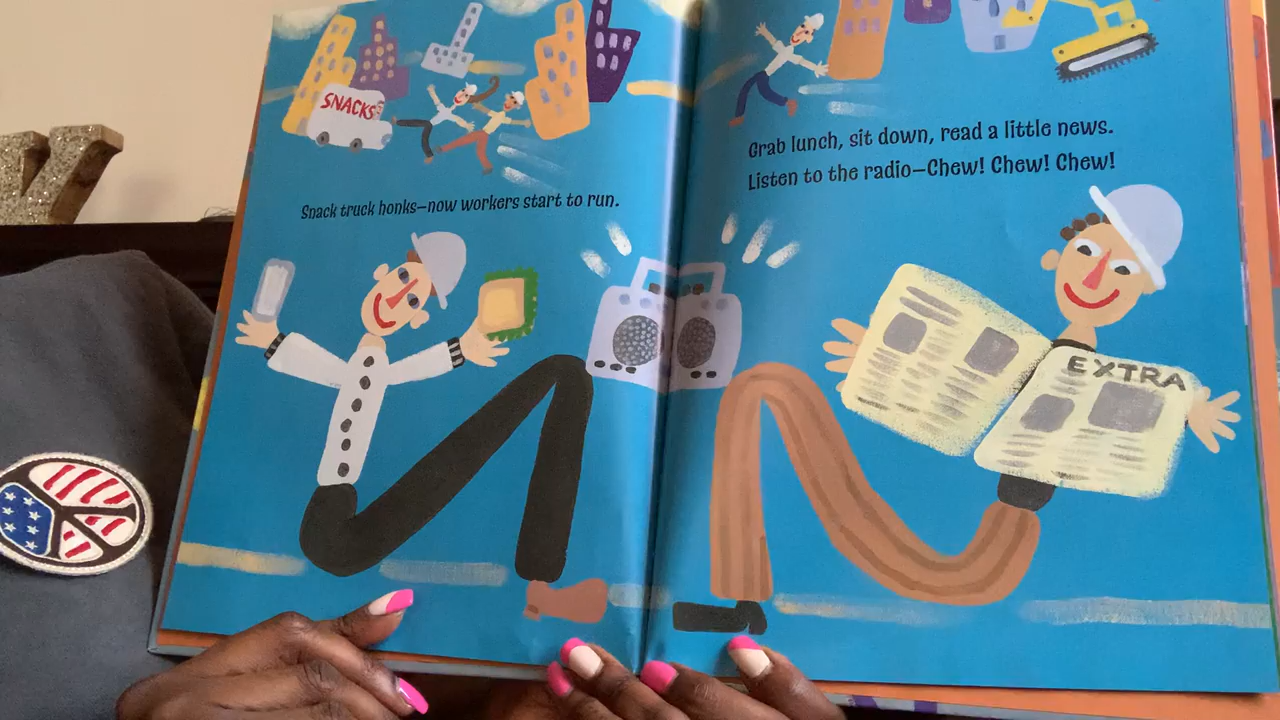 SNACKS
Snack truck honks—now workers start to run.
Grab lunch, sit down, read a little news.
Listen to the radio—Chew! Chew! Chew!
EXTRA